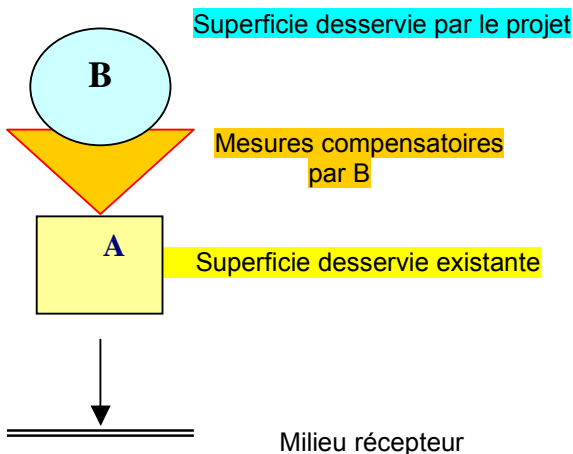 Superficie desservie par le projet
B
Mesures compensatoires
par B
A
Superficie desservie existante
Milieu récepteur